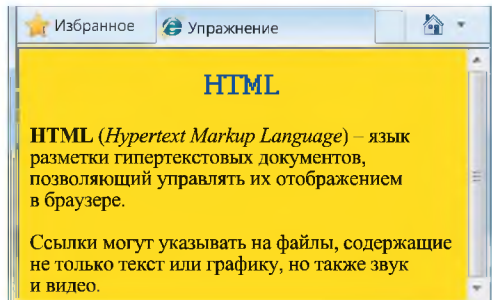 Избранное
Упражнение
HTML
HTML (Hypertext Markup Language) – язык
разметки гипертекстовых документов,
позволяющий управлять их отображением
в браузере.
Ссылки могут указывать на файлы, содержащие
не только текст или графику, но также звук
и видео.